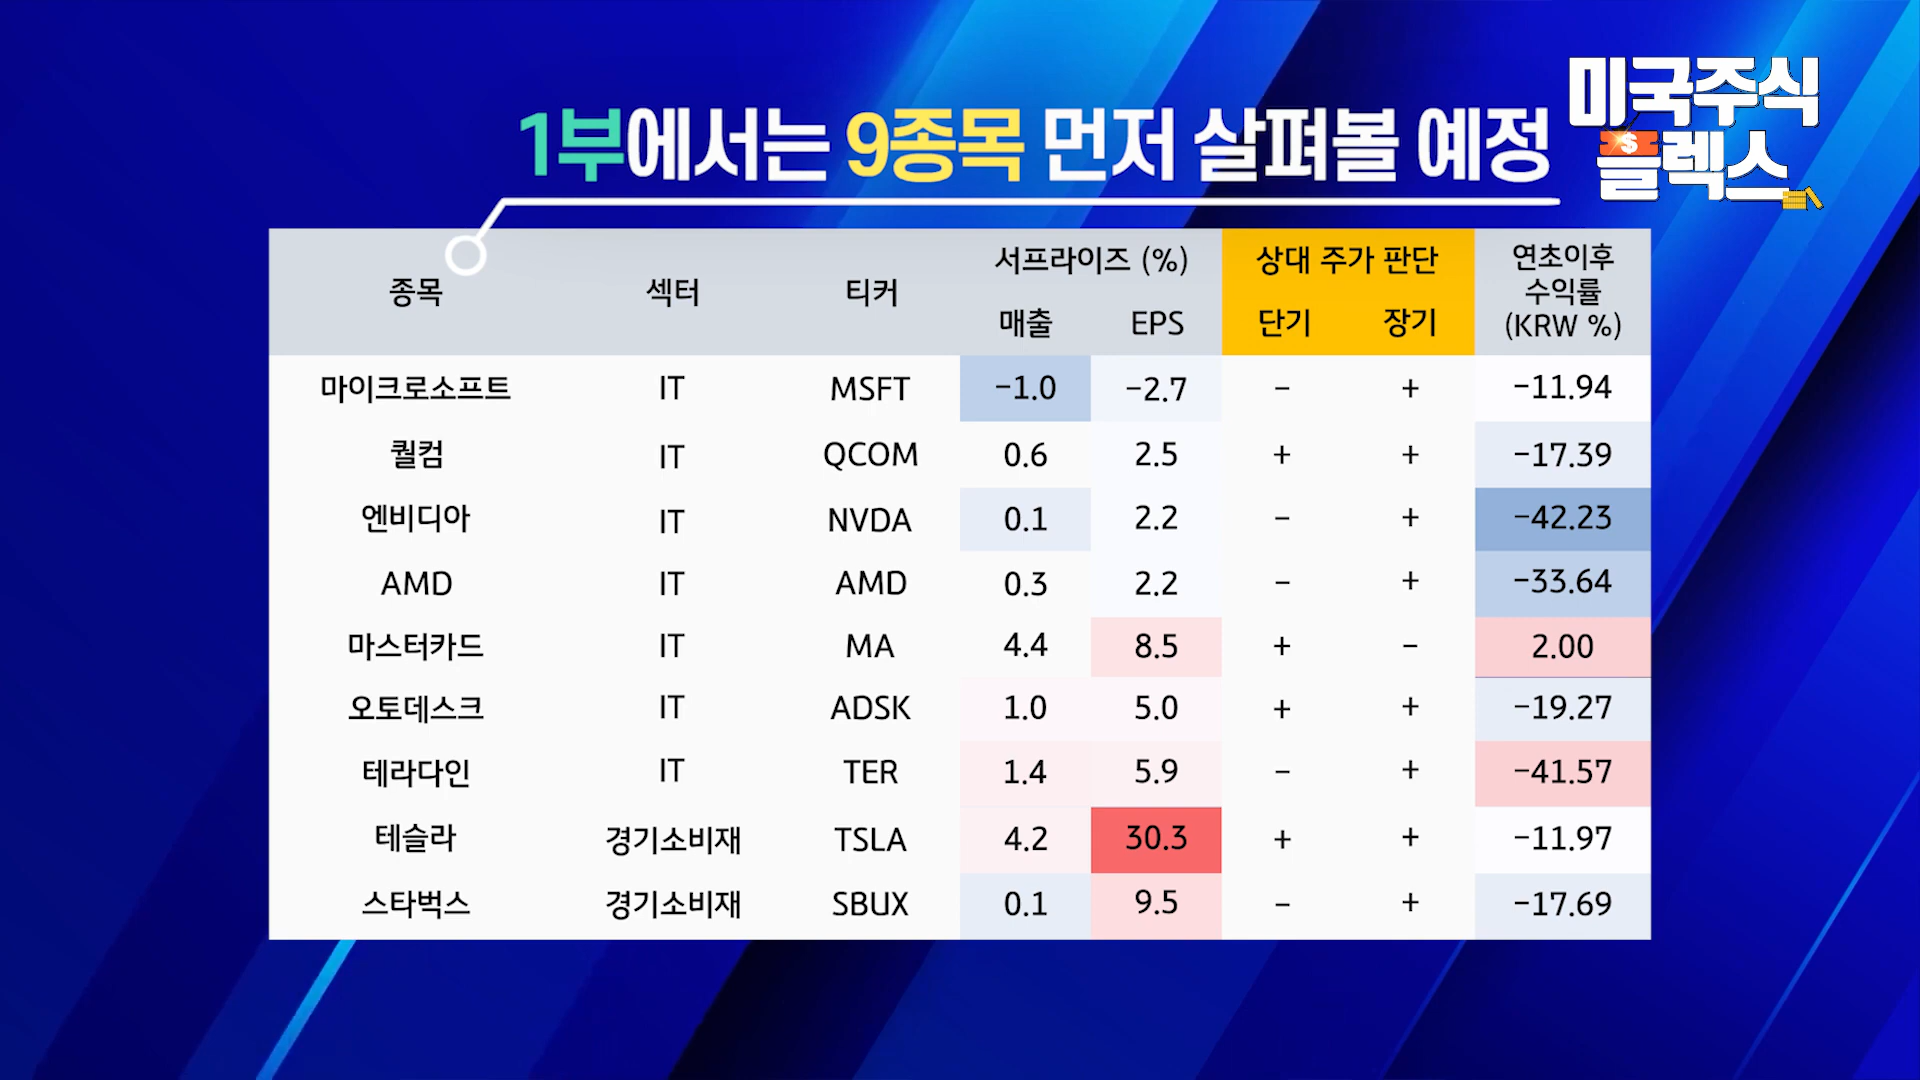 미국주식
플렉스
1부에서는 9종목 먼저 살펴볼 예정
종목 섹터 티커 서프라이즈 (%) 상대 주가 판단 연초이후 수익률 (KRW %)
매출 EPS 단기 장기
마이크로소프트 IT MSFT -1.0 -2.7 - + -11.94
퀄컴 IT QCOM 0.6 2.5 + + -17.39
엔비디아 IT NVDA 0.1 2.2 - + -42.23
AMD IT AMD 0.3 2.2 - + -33.64
마스터카드 IT MA 4.4 8.5 + - 2.00
오토데스크 IT ADSK 1.0 5.0 + + -19.27
테라다인 IT TER 1.4 5.9 - + -41.57
테슬라 경기소비재 TSLA 4.2 30.3 + + -11.97
스타벅스 경기소비재 SBUX 0.1 9.5 - + -17.69